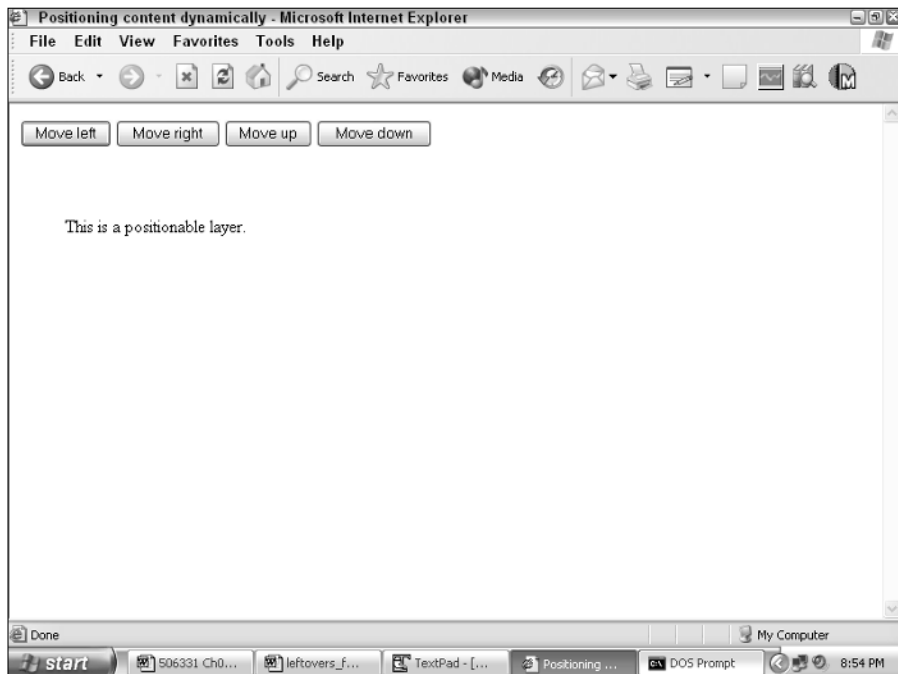 Positioning content dynamically - Microsoft Internet Explorer
File Edit View Favorites Tools Help
Back Search Favorites Media
Move left Move right Move up Move down
This is a positionable layer.
Done My Computer
start 506331 Ch0... leftovers_f... TextPad - [... Positioning ... DOS Prompt 8:54 PM